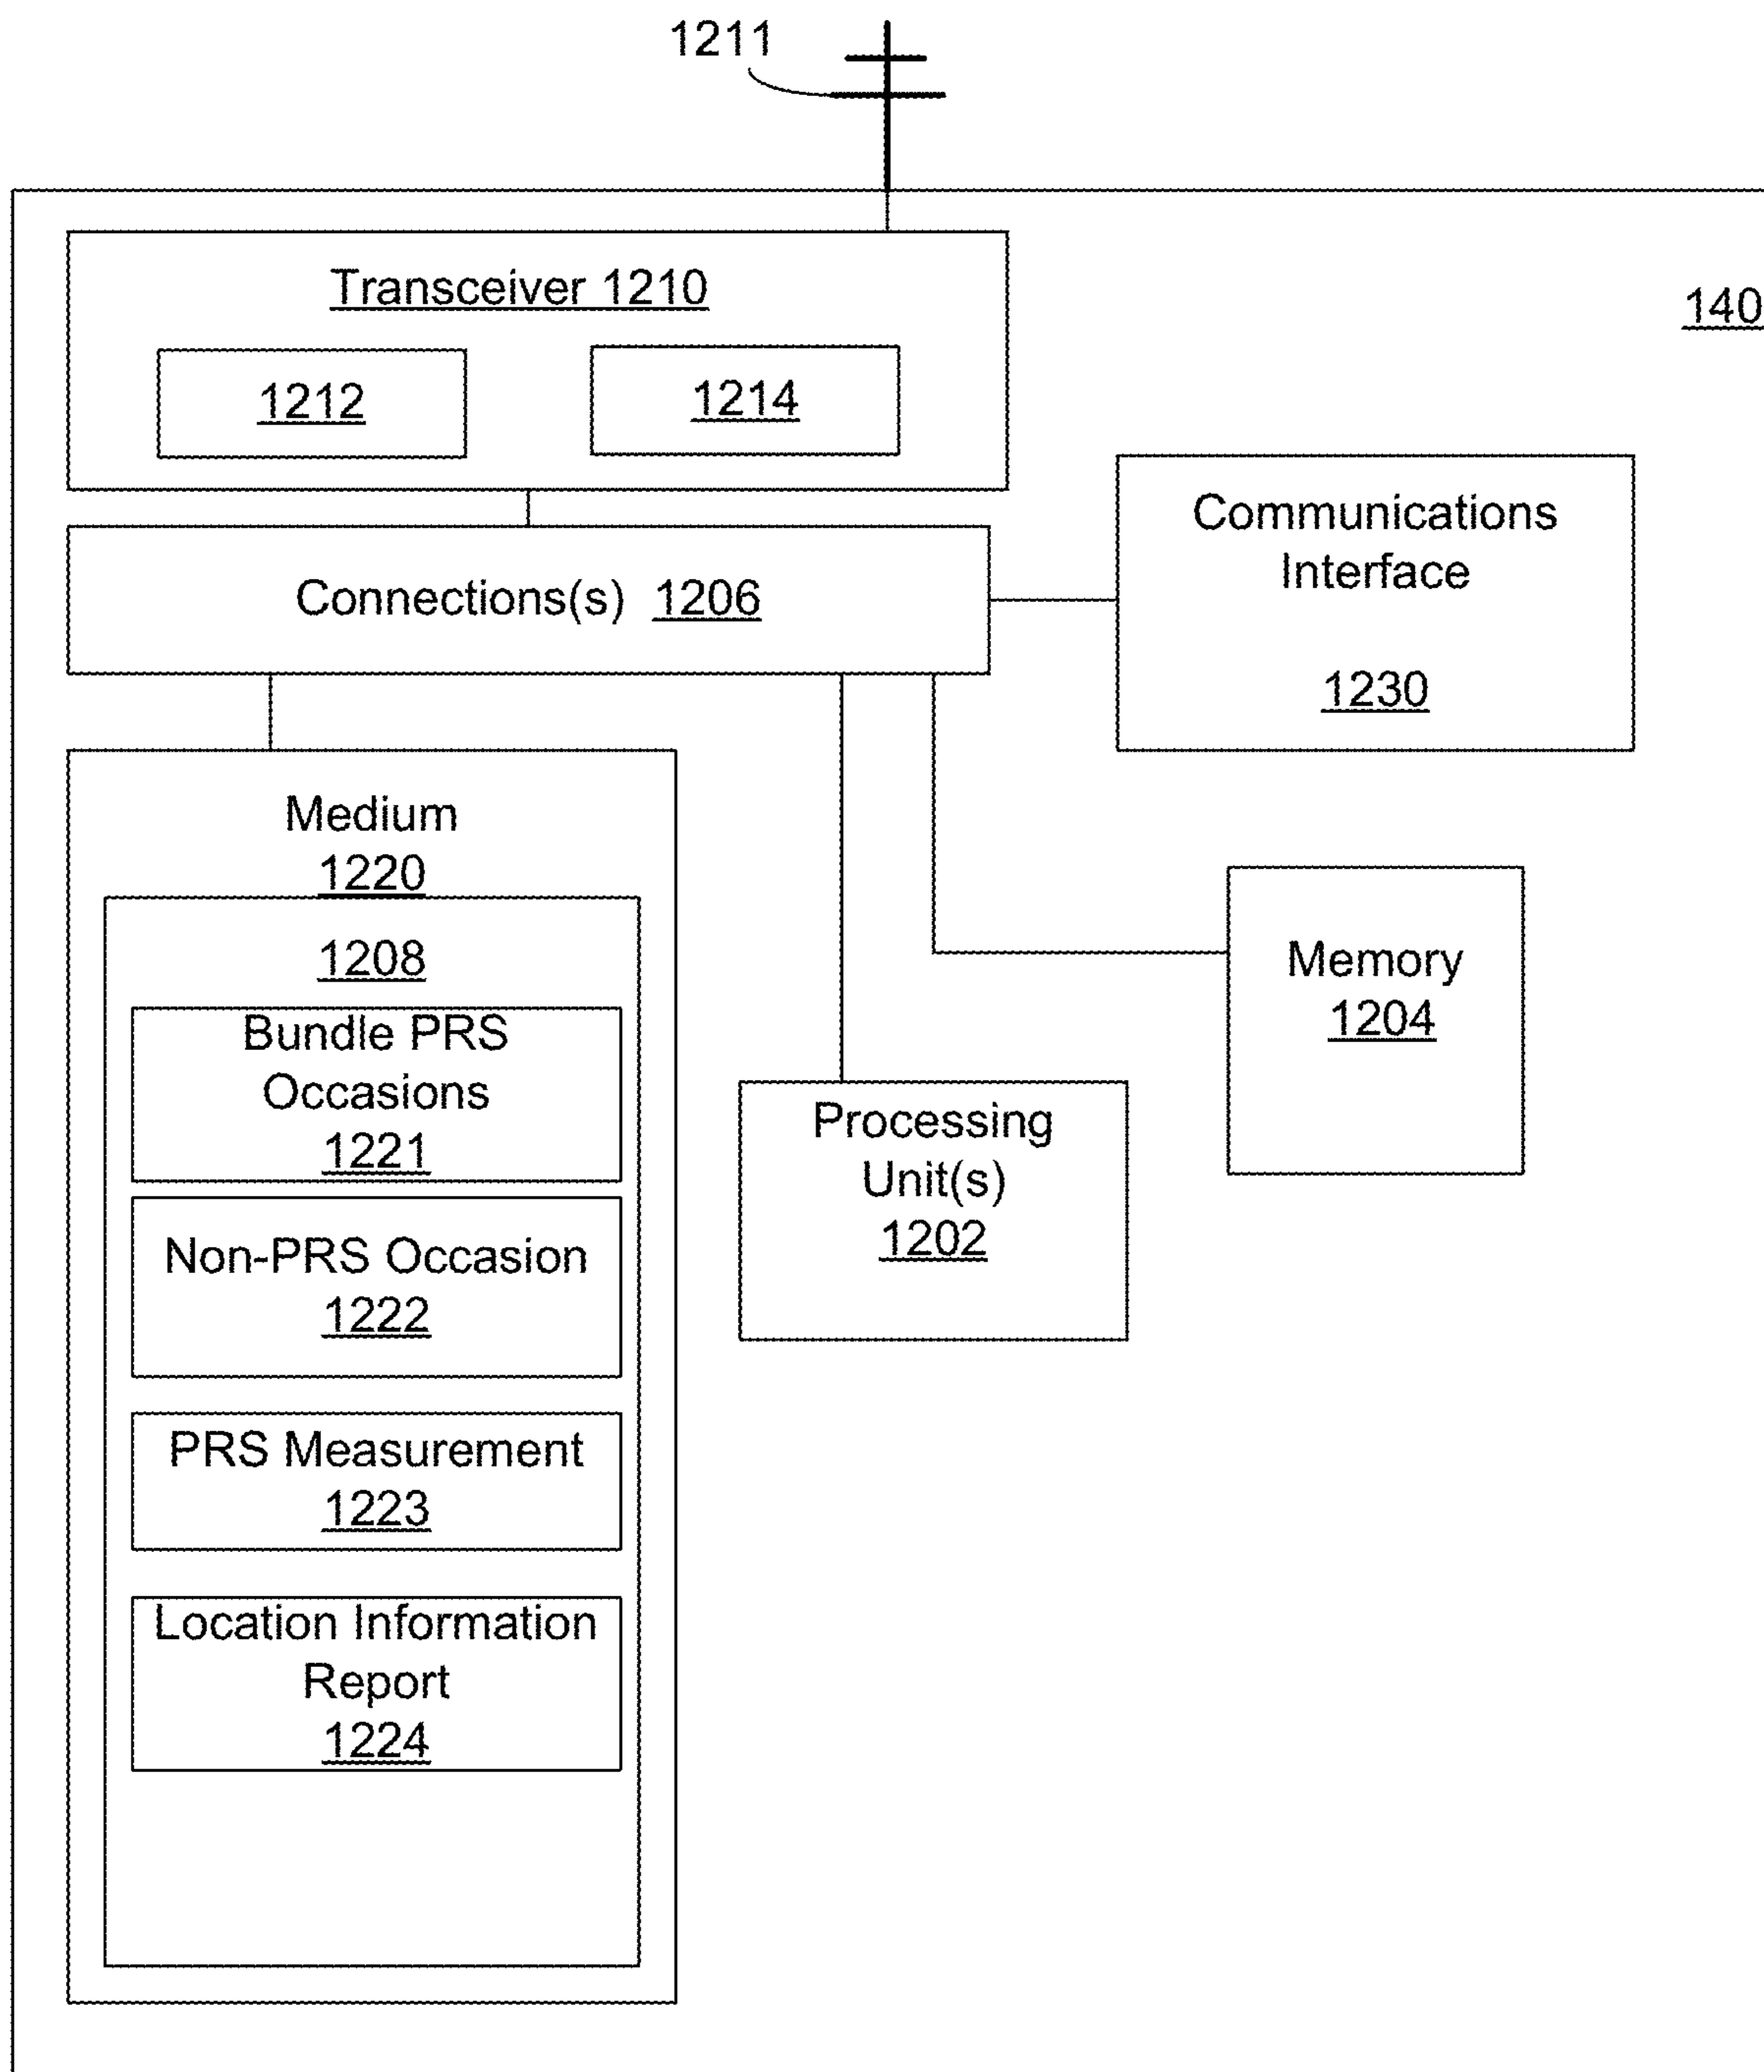 1211
Transceiver 1210
140
1212
1214
Communications
Interface
1230
Connections(s) 1206
Medium
1220
1208
Bundle PRS
Occasions
1221
Non-PRS Occasion
1222
PRS Measurement
1223
Location Information
Report
1224
Processing
Unit(s)
1202
Memory
1204